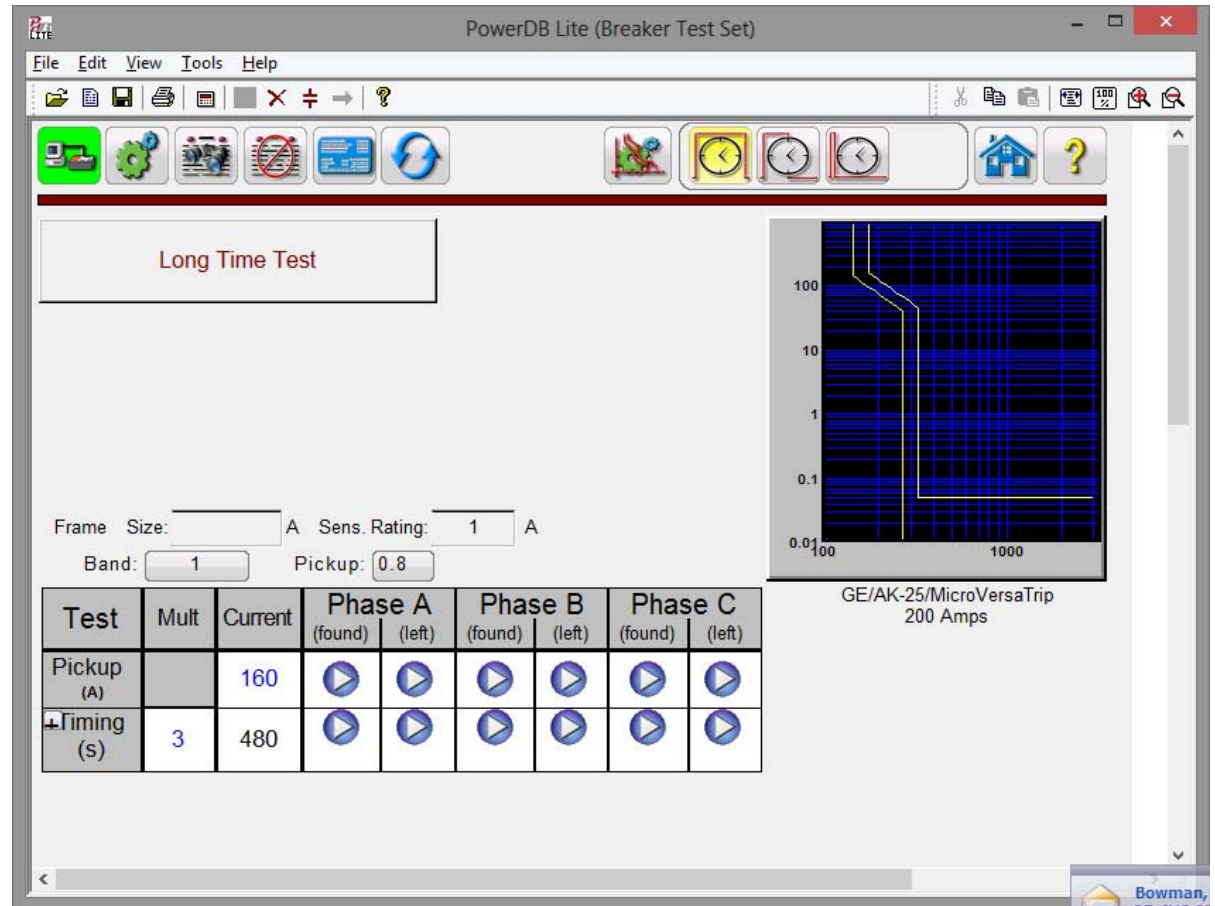 PowerDB Lite (Breaker Test Set)
File Edit View Tools Help
Long Time Test
100
10
1
0.1
0.01
100 1000
GE/AK-25/MicroVersaTrip
200 Amps
Frame Size: A Sens. Rating: 1 A
Band: 1 Pickup: 0.8
Test Mult Current Phase A Phase B Phase C
(found) (left) (found) (left) (found) (left)
Pickup
(A)
160
Timing
(s)
3 480
Bowman,